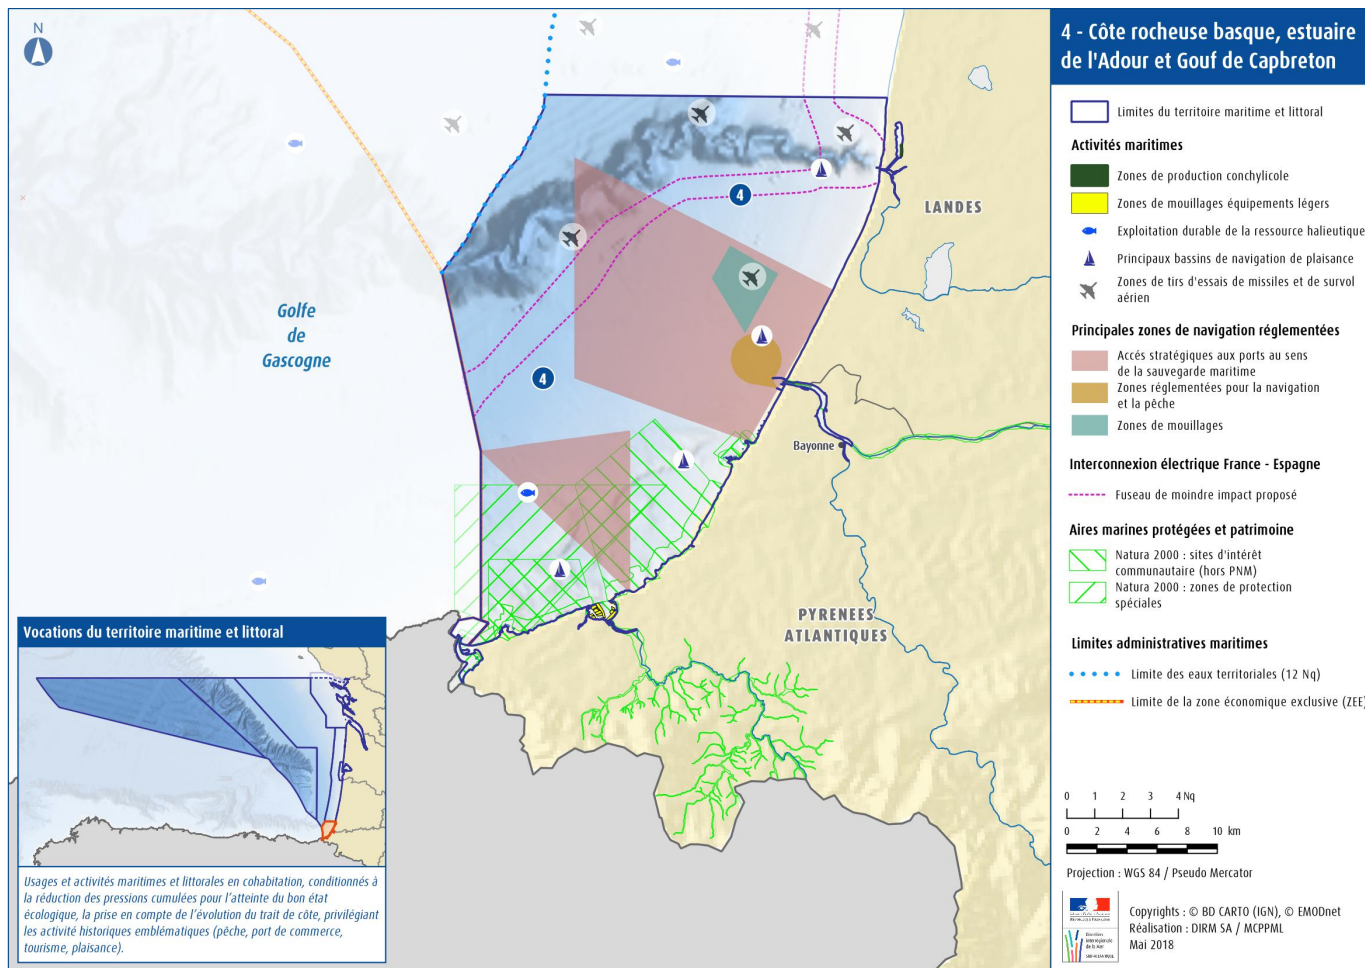 N
4 - Côte rocheuse basque, estuaire
de l'Adour et Gouf de Capbreton
Limites du territoire maritime et littoral
Activités maritimes
Zones de production conchylicole
Zones de mouillages équipements légers
Exploitation durable de la ressource halieutique
Principaux bassins de navigation de plaisance
Zones de tirs d'essais de missiles et de survol
aérien
Principales zones de navigation réglementées
Accés stratégiques aux ports au sens
de la sauvegarde maritime
Zones réglementées pour la navigation
et la pêche
Zones de mouillages
Interconnexion électrique France - Espagne
Fuseau de moindre impact proposé
Aires marines protégées et patrimoine
Natura 2000 : sites d'intérêt
communautaire (hors PNM)
Natura 2000 : zones de protection
spéciales
Limites administratives maritimes
Limite des eaux territoriales (12 Nq)
Limite de la zone économique exclusive (ZEE)
0 1 2 3 4 Nq
0 2 4 6 8 10 km
Projection : WGS 84 / Pseudo Mercator
Copyrights : © BD CARTO (IGN), © EMODnet
Réalisation : DIRM SA / MCPPML
Mai 2018
4
LANDES
Golfe
de
Gascogne
4
Bayonne
PYRENEES
ATLANTIQUES
Vocations du territoire maritime et littoral
Usages et activités maritimes et littorales en cohabitation, conditionnés à
la réduction des pressions cumulées pour l'atteinte du bon état
écologique, la prise en compte de l'évolution du trait de côte, privilégiant
les activité historiques emblématiques (pêche, port de commerce,
tourisme, plaisance).